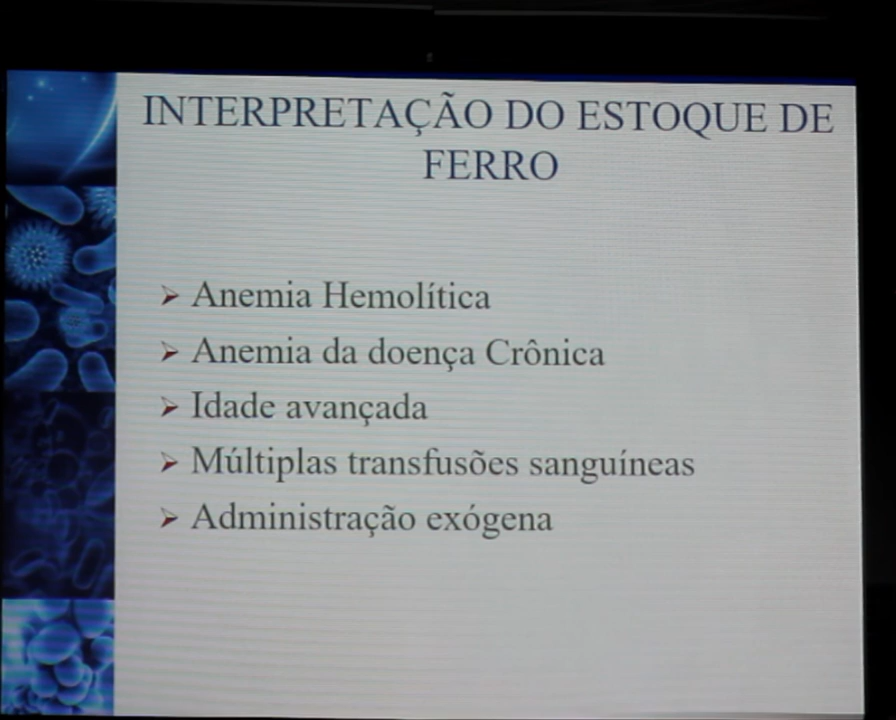 INTERPRETAÇÃO DO ESTOQUE DE
FERRO
Anemia Hemolítica
Anemia da doença Crônica
Idade avançada
Múltiplas transfusões sanguíneas
Administração exógena